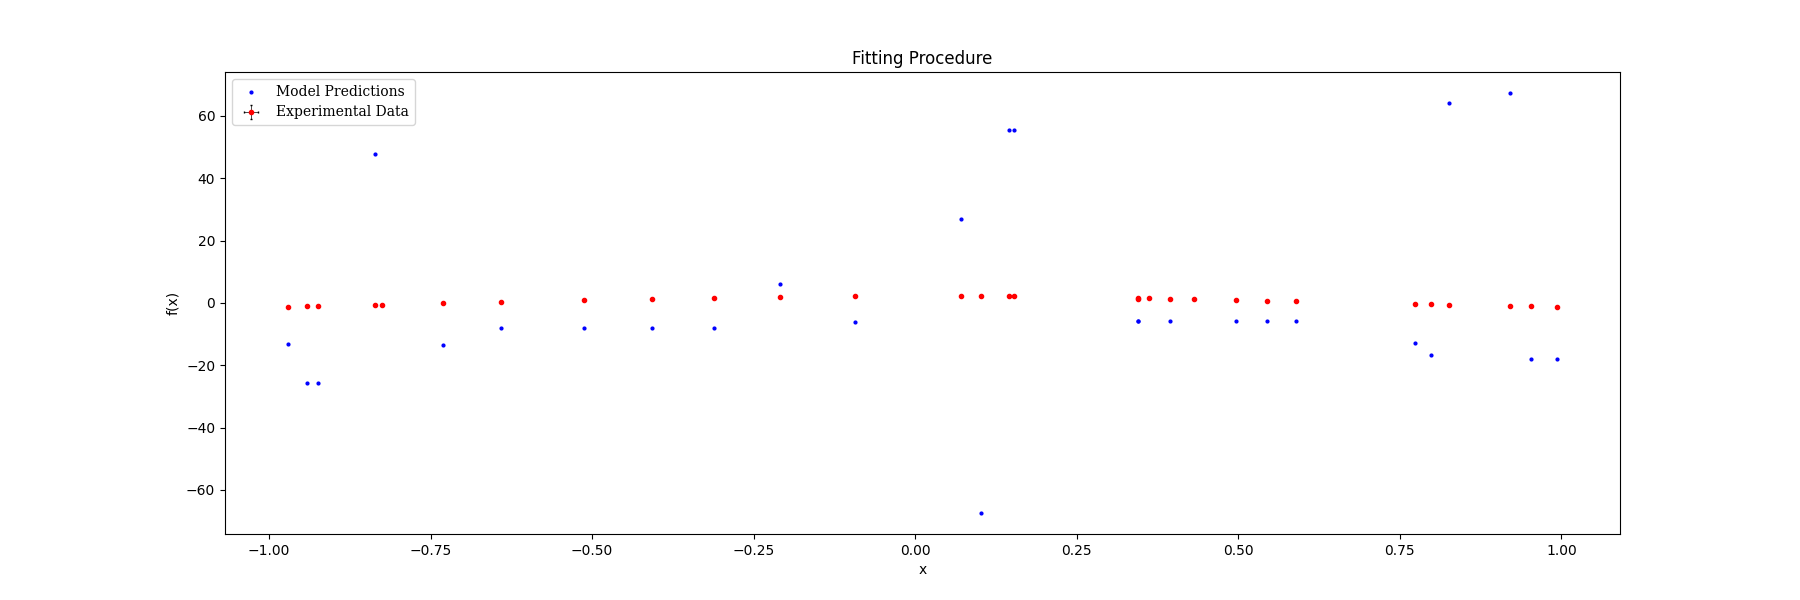 Fitting Procedure
Model Predictions
Experimental Data
60
40
20
0
−20
−40
−60
f(x)
−1.00 −0.75 −0.50 −0.25 0.00 0.25 0.50 0.75 1.00
x